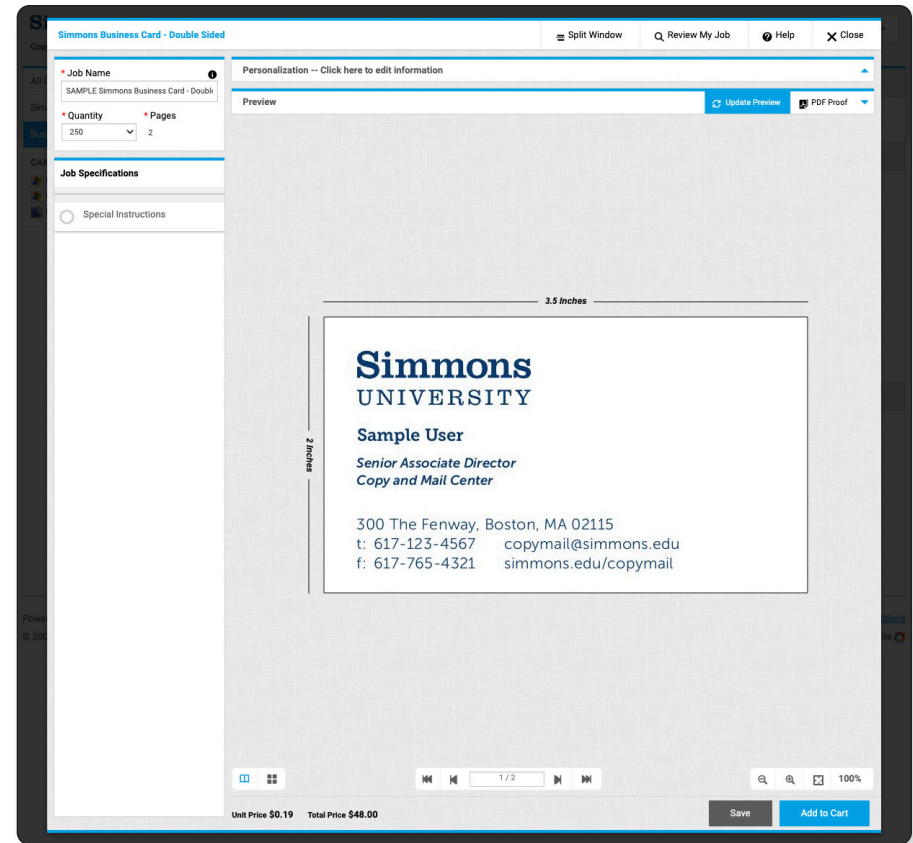 Simmons Business Card - Double Sided
Split Window
Review My Job
Help
Close
* Job Name
SAMPLE Simmons Business Card - Doubl
* Quantity * Pages
250 2
Job Specifications
Special Instructions
Personalization -- Click here to edit information
Preview
Update Preview
PDF Proof
3.5 Inches
2 Inches
Simmons
UNIVERSITY
Sample User
Senior Associate Director
Copy and Mail Center
300 The Fenway, Boston, MA 02115
t: 617-123-4567 copymail@simmons.edu
f: 617-765-4321 simmons.edu/copymail
1 / 2
100%
Unit Price $0.19 Total Price $48.00
Save
Add to Cart